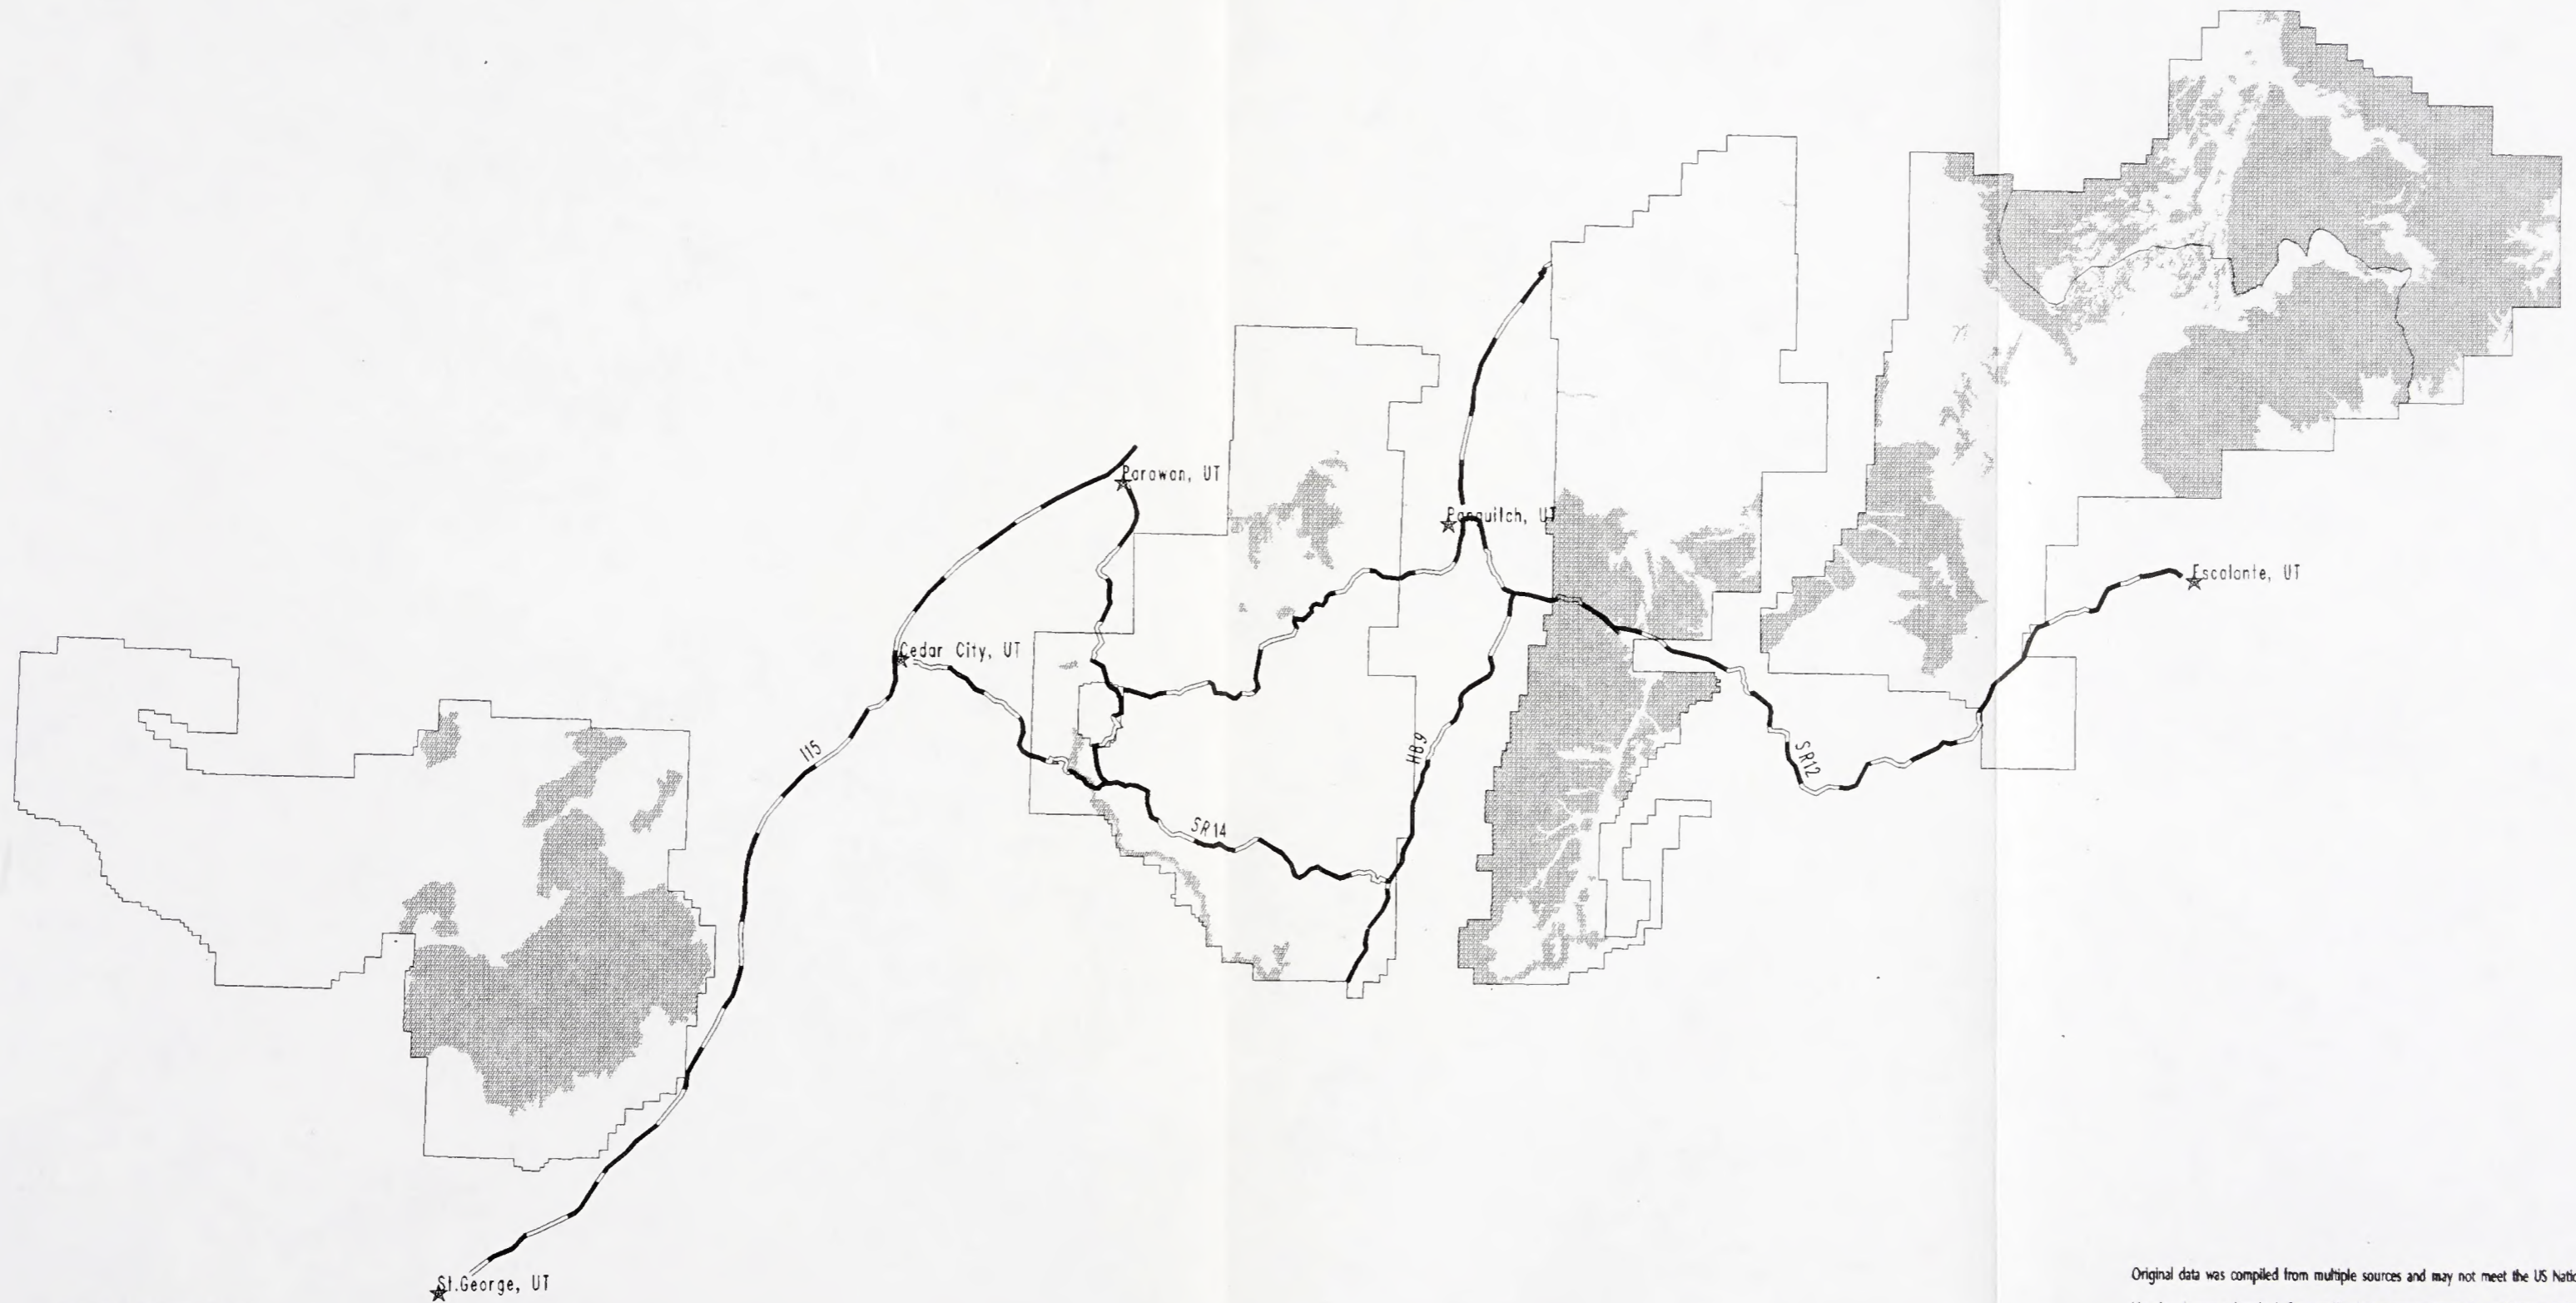 Parowan, UT
Panguitch, UT
Escalante, UT
Cedar City, UT
I15
H89
SR12
SR14
St.George, UT
Original data was compiled from multiple sources and may not meet the US Natio